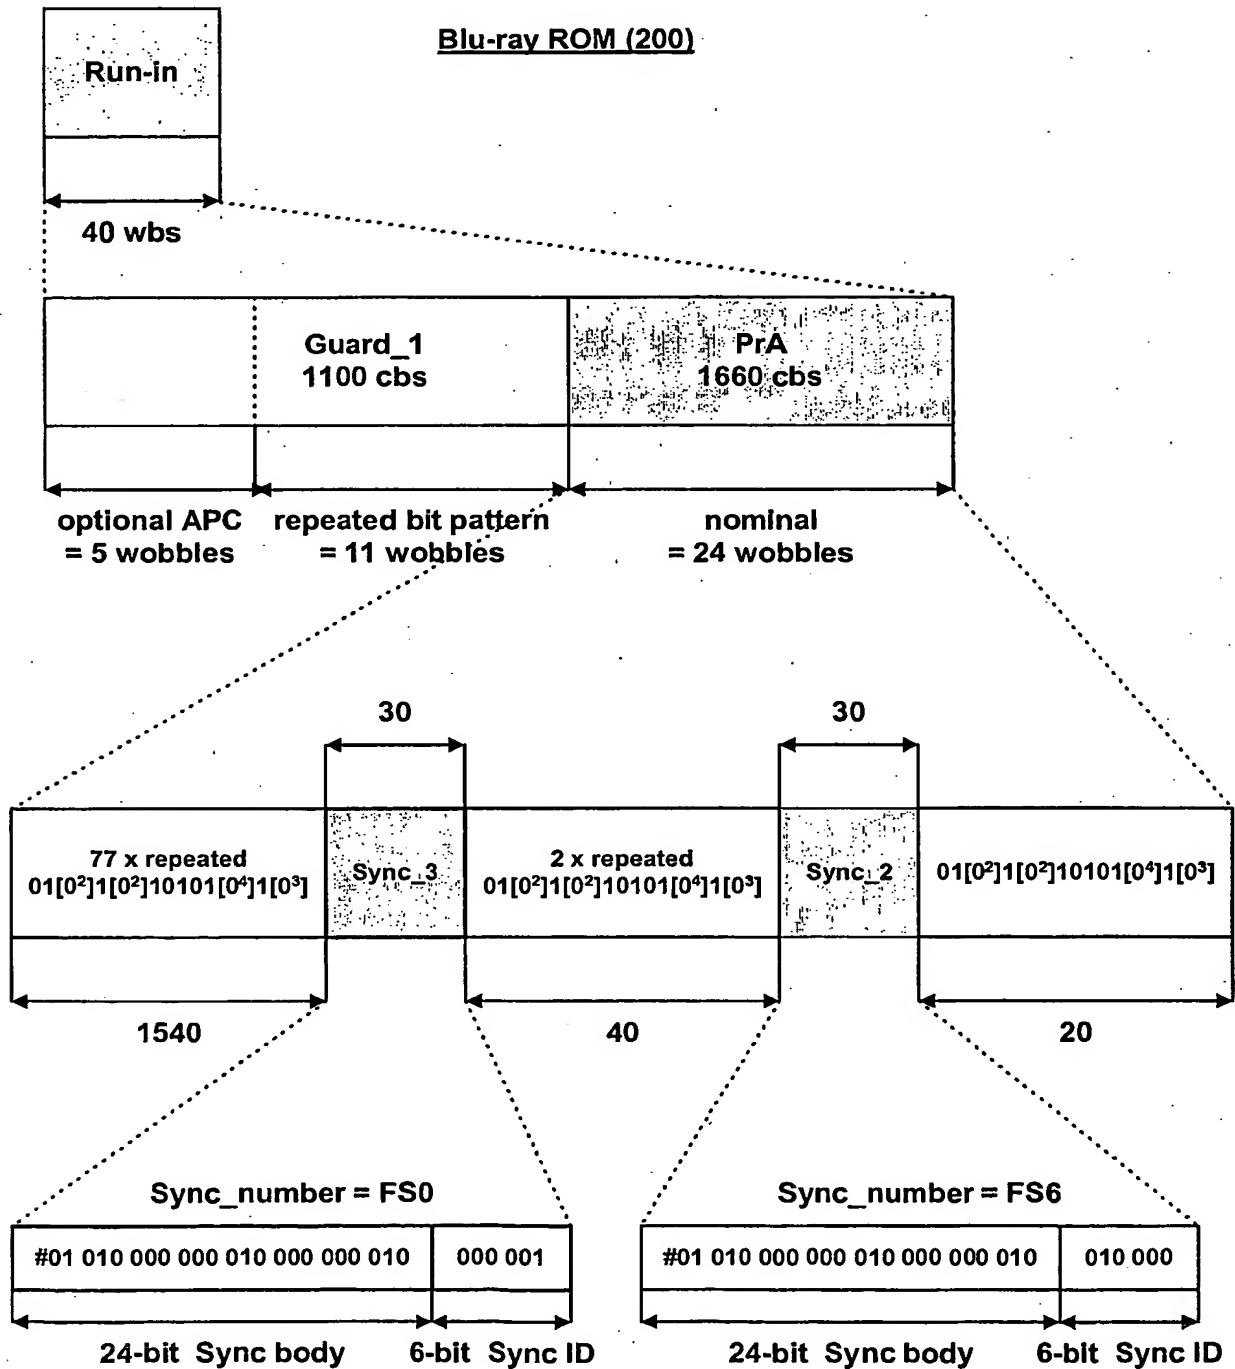 Blu-ray ROM (200)
Run-in
40 wbs
Guard_1
1100 cbs
PrA
1660 cbs
optional APC
= 5 wobbles
repeated bit pattern
= 11 wobbles
nominal
= 24 wobbles
30
30
77 x repeated
01[0²]1[0²]10101[0⁴]1[0³]
Sync_3
2 x repeated
01[0²]1[0²]10101[0⁴]1[0³]
Sync_2
01[0²]1[0²]10101[0⁴]1[0³]
1540
40
20
Sync_number = FS0
#01 010 000 000 010 000 000 010
000 001
24-bit Sync body
6-bit Sync ID
Sync_number = FS6
#01 010 000 000 010 000 000 010
010 000
24-bit Sync body
6-bit Sync ID